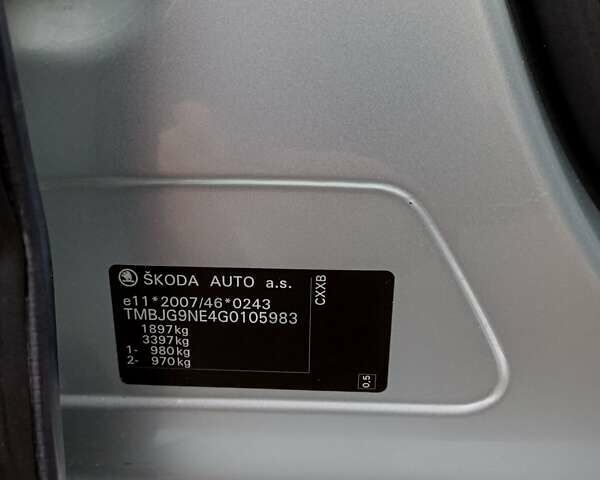 ŠKODA AUTO a.s.
e11*2007/46*0243
TMBJG9NE4G0105983
1897kg
3397kg
1- 980kg
2- 970kg
CXXB
0,5